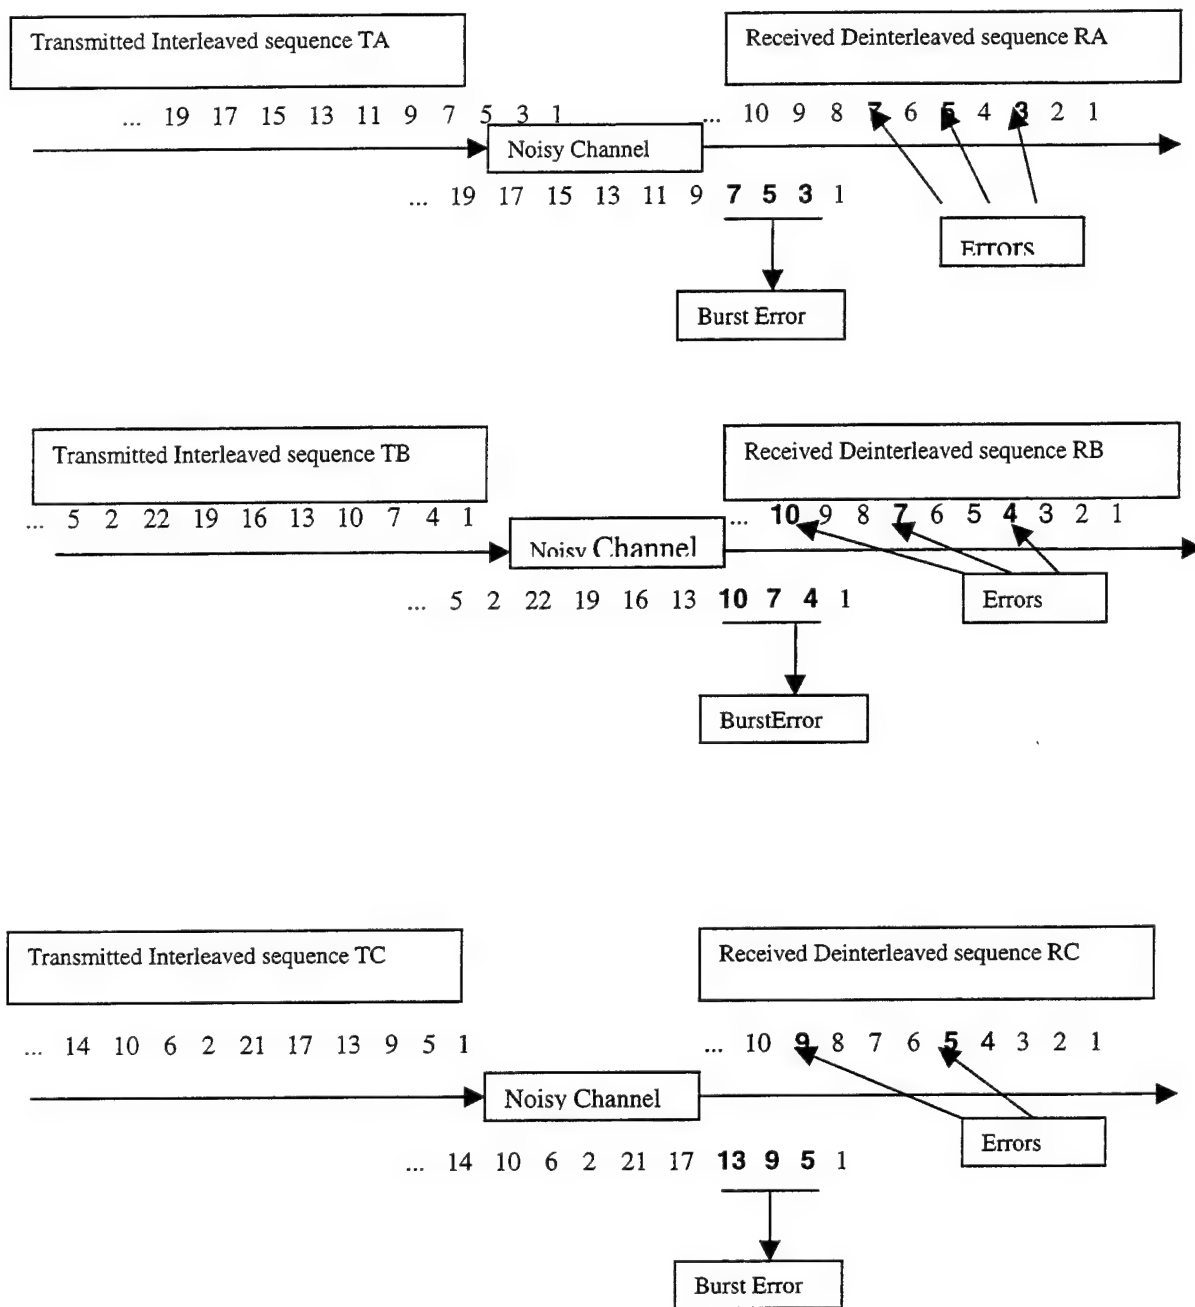 Transmitted Interleaved sequence TA
Received Deinterleaved sequence RA
... 19 17 15 13 11 9 7 5 3 1
... 10 9 8 7 6 5 4 3 2 1
Noisy Channel
... 19 17 15 13 11 9 7 5 3 1
Errors
Burst Error
Transmitted Interleaved sequence TB
Received Deinterleaved sequence RB
... 5 2 22 19 16 13 10 7 4 1
... 10 9 8 7 6 5 4 3 2 1
Noisy Channel
... 5 2 22 19 16 13 10 7 4 1
Errors
BurstError
Transmitted Interleaved sequence TC
Received Deinterleaved sequence RC
... 14 10 6 2 21 17 13 9 5 1
... 10 9 8 7 6 5 4 3 2 1
Noisy Channel
... 14 10 6 2 21 17 13 9 5 1
Errors
Burst Error